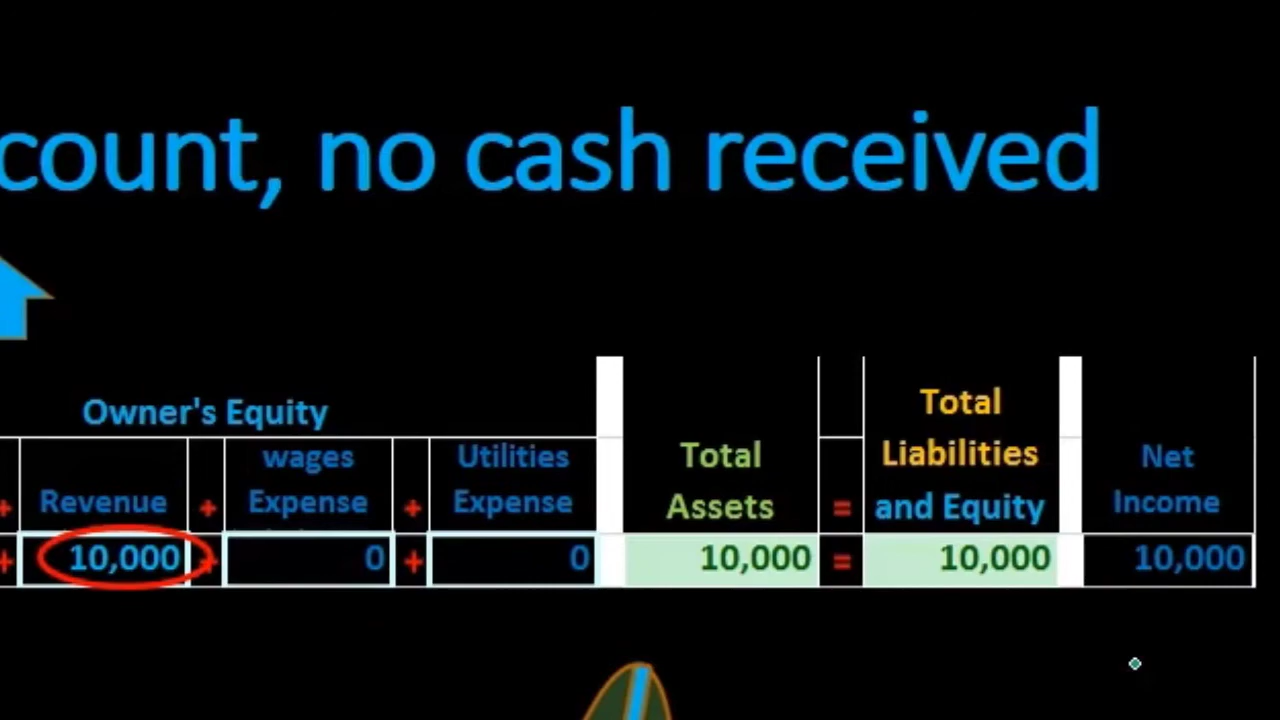 count, no cash received
Owner's Equity
Total Liabilities and Equity
wages Expense
Utilities Expense
Total Assets
Net Income
+ Revenue + + =
+ 10,000 + 0 + 0 10,000 = 10,000 10,000